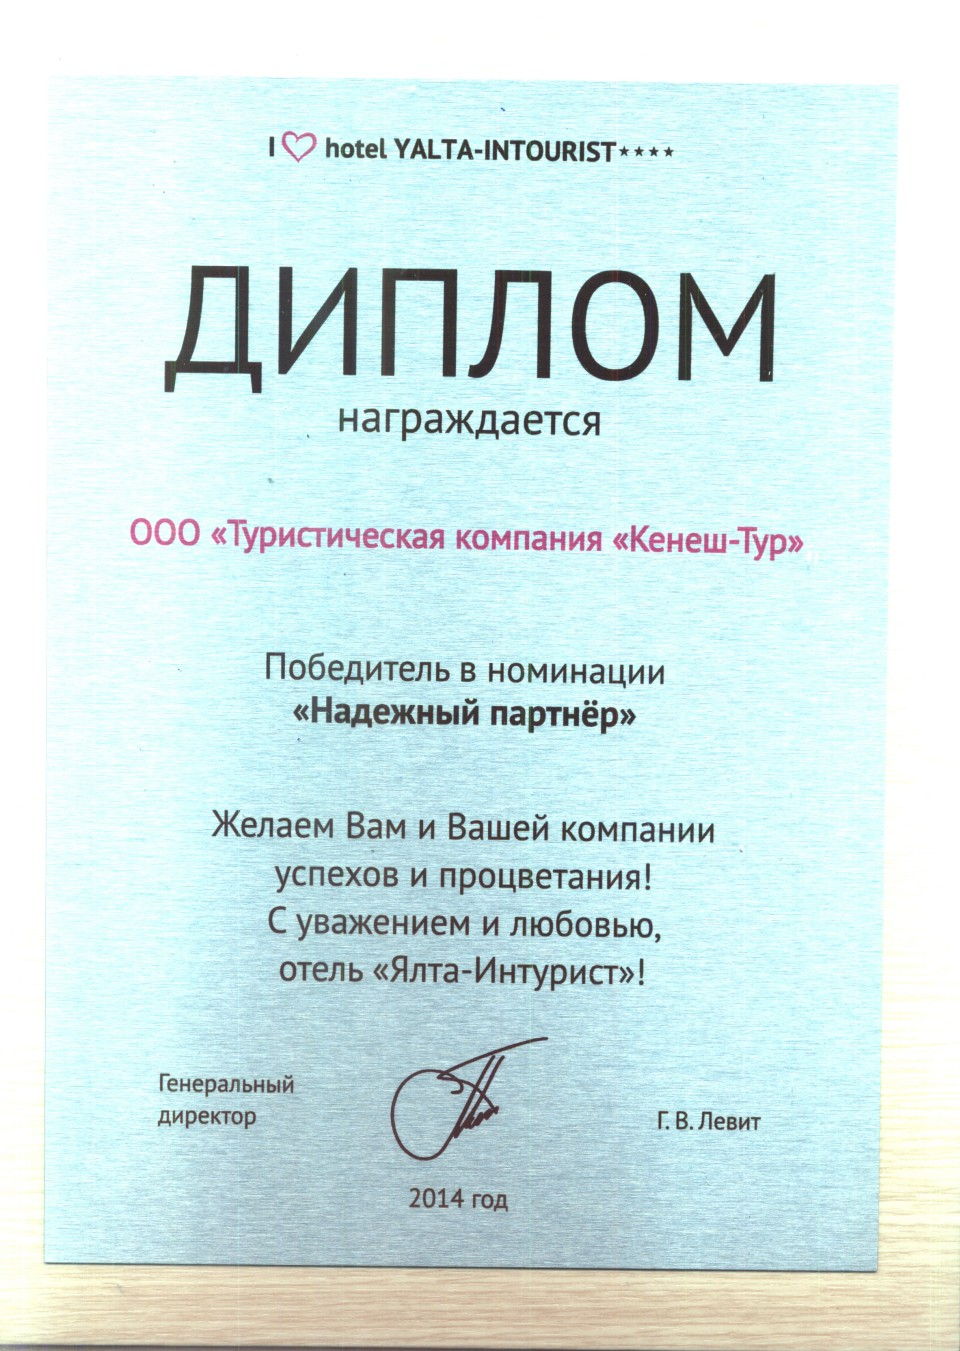 I ♡ hotel YALTA-INTOURIST★★★★
ДИПЛОМ
награждается
ООО «Туристическая компания «Кенеш-Тур»
Победитель в номинации
«Надежный партнёр»
Желаем Вам и Вашей компании
успехов и процветания!
С уважением и любовью,
отель «Ялта-Интурист»!
Генеральный
директор
Г. В. Левит
2014 год